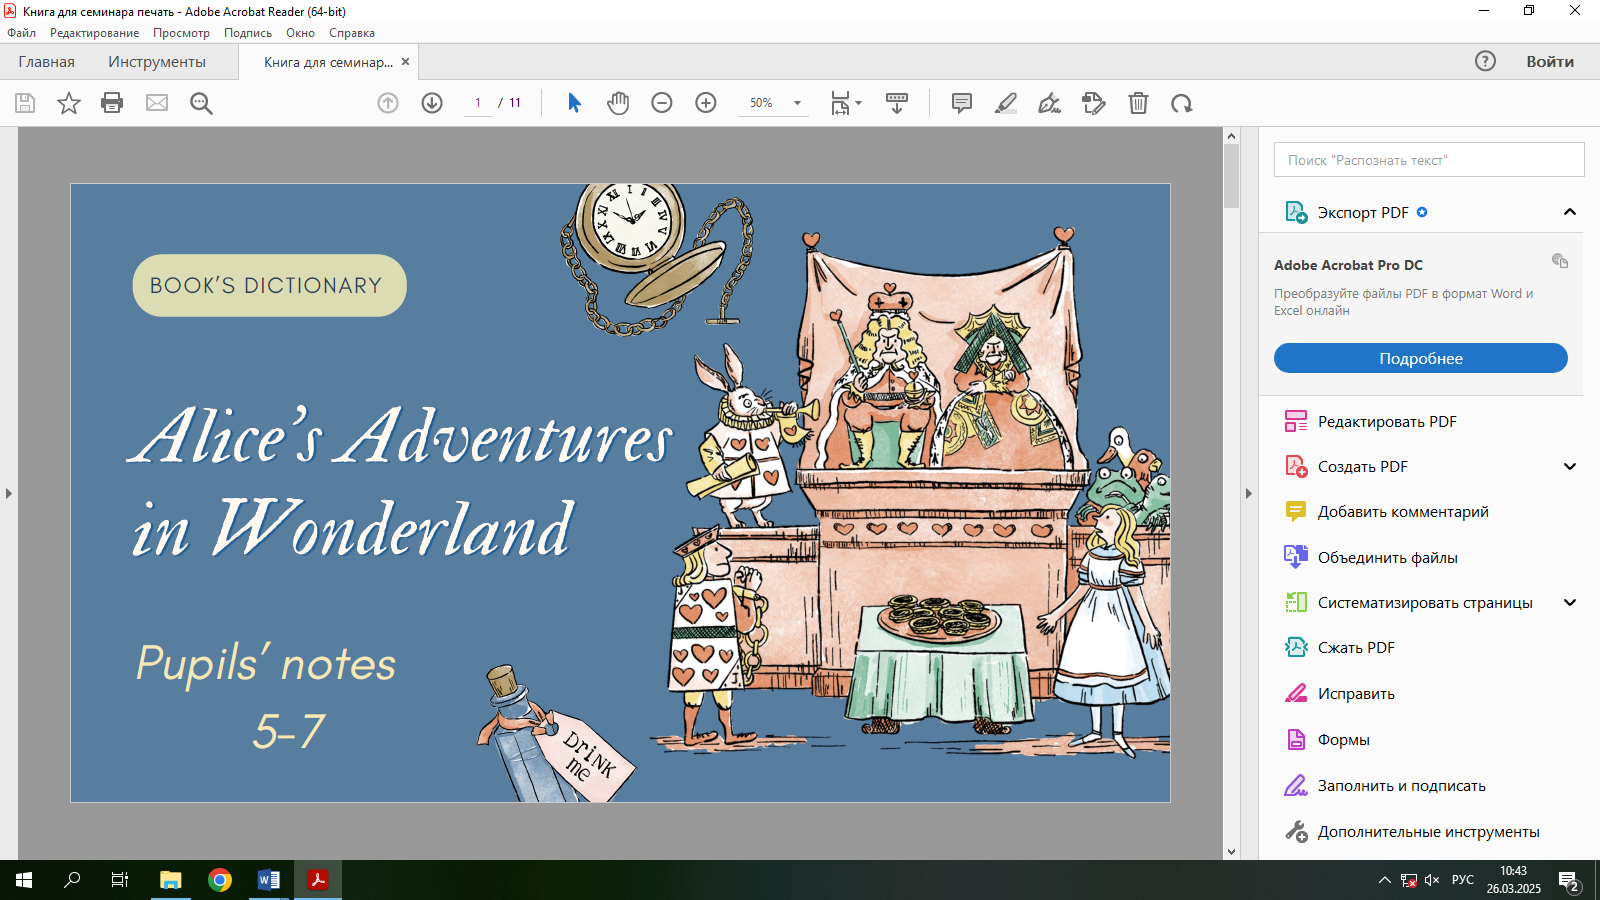 Книга для семинара печать - Adobe Acrobat Reader (64-bit)
Файл Редактирование Просмотр Подпись Окно Справка
Главная Инструменты Книга для семинар... × Войти
1 / 11 50%
BOOK'S DICTIONARY
Alice's Adventures
in Wonderland
Pupils' notes
5-7
DRINK
ME
Поиск "Распознать текст"
Экспорт PDF
Adobe Acrobat Pro DC
Преобразуйте файлы PDF в формат Word и
Excel онлайн
Подробнее
Редактировать PDF
Создать PDF
Добавить комментарий
Объединить файлы
Систематизировать страницы
Сжать PDF
Исправить
Формы
Заполнить и подписать
Дополнительные инструменты
РУС
10:43
26.03.2025
2